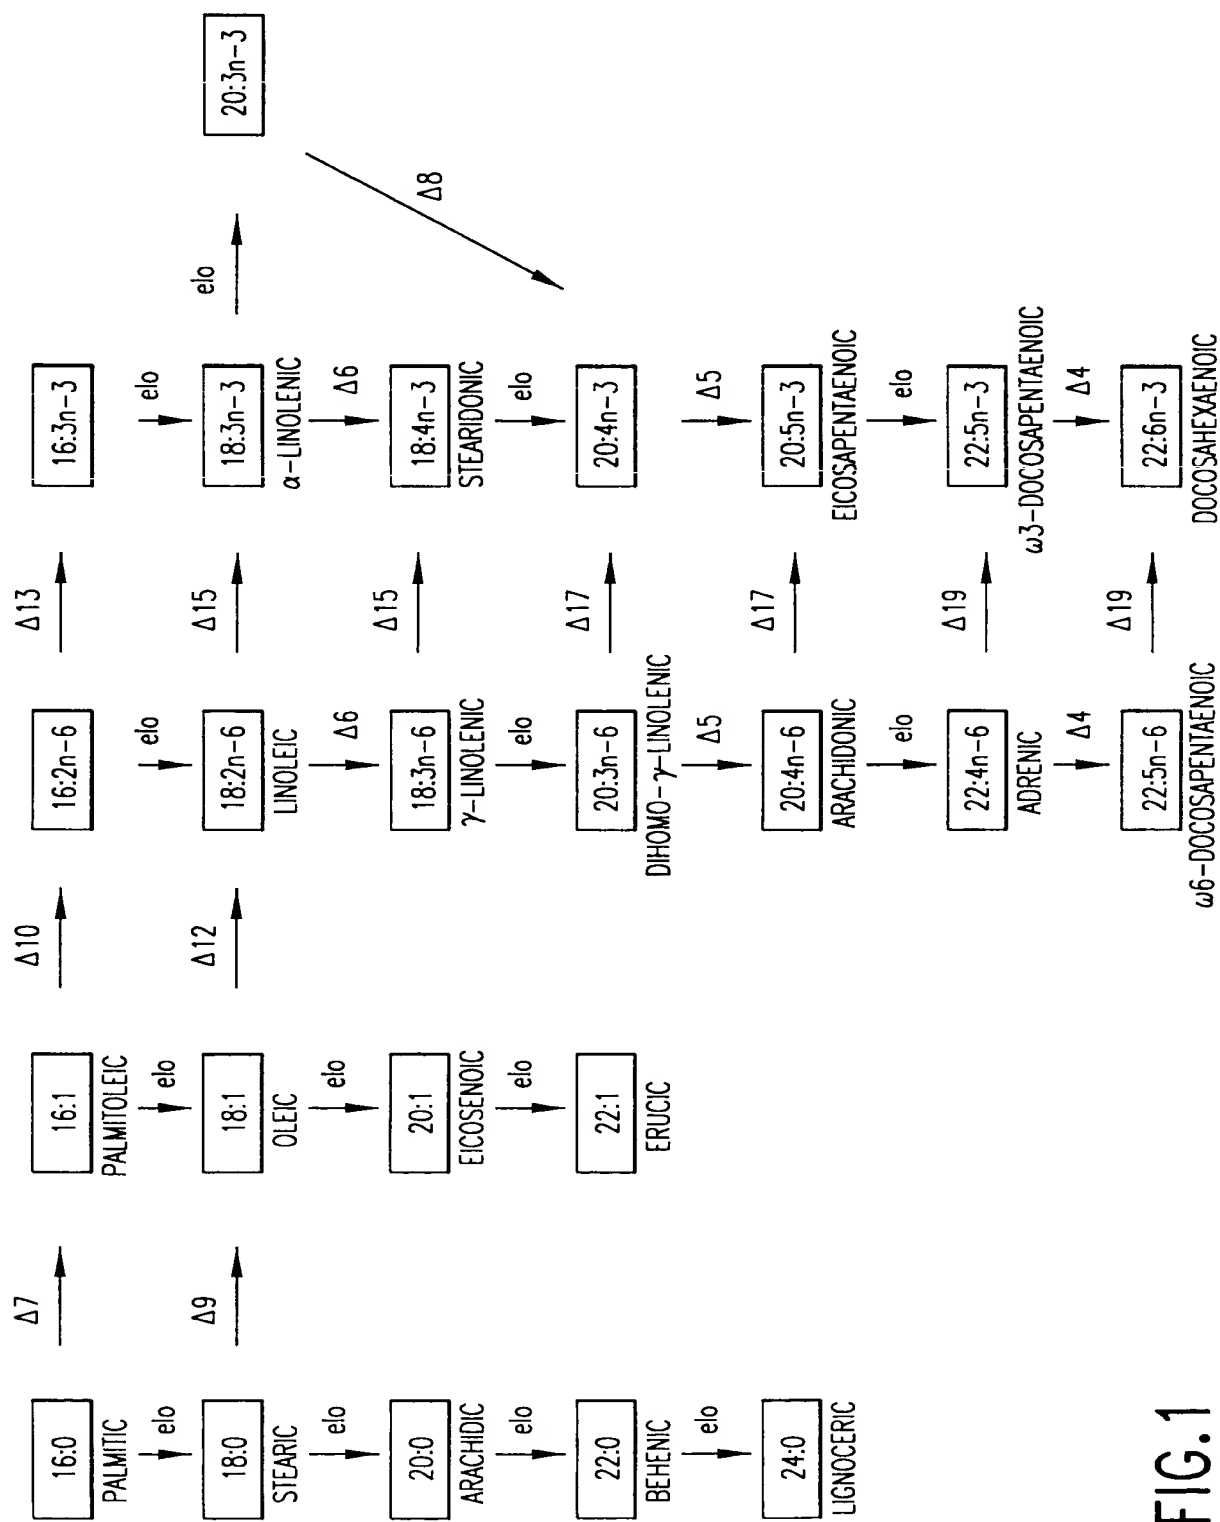 16:0
PALMITIC
elo
18:0
STEARIC
elo
20:0
ARACHIDIC
elo
22:0
BEHENIC
elo
24:0
LIGNOCERIC
Δ7
Δ9
16:1
PALMITOLEIC
elo
18:1
OLEIC
elo
20:1
EICOSENOIC
elo
22:1
ERUCIC
Δ10
Δ12
16:2n-6
elo
18:2n-6
LINOLEIC
Δ6
18:3n-6
γ-LINOLENIC
elo
20:3n-6
DIHOMO-γ-LINOLENIC
Δ5
20:4n-6
ARACHIDONIC
elo
22:4n-6
ADRENIC
Δ4
22:5n-6
ω6-DOCOSAPENTAENOIC
Δ13
Δ15
Δ15
Δ17
Δ17
Δ19
Δ19
16:3n-3
elo
18:3n-3
α-LINOLENIC
Δ6
18:4n-3
STEARIDONIC
elo
20:4n-3
Δ5
20:5n-3
EICOSAPENTAENOIC
elo
22:5n-3
ω3-DOCOSAPENTAENOIC
Δ4
22:6n-3
DOCOSAHEXAENOIC
elo
Δ8
20:3n-3
FIG.1